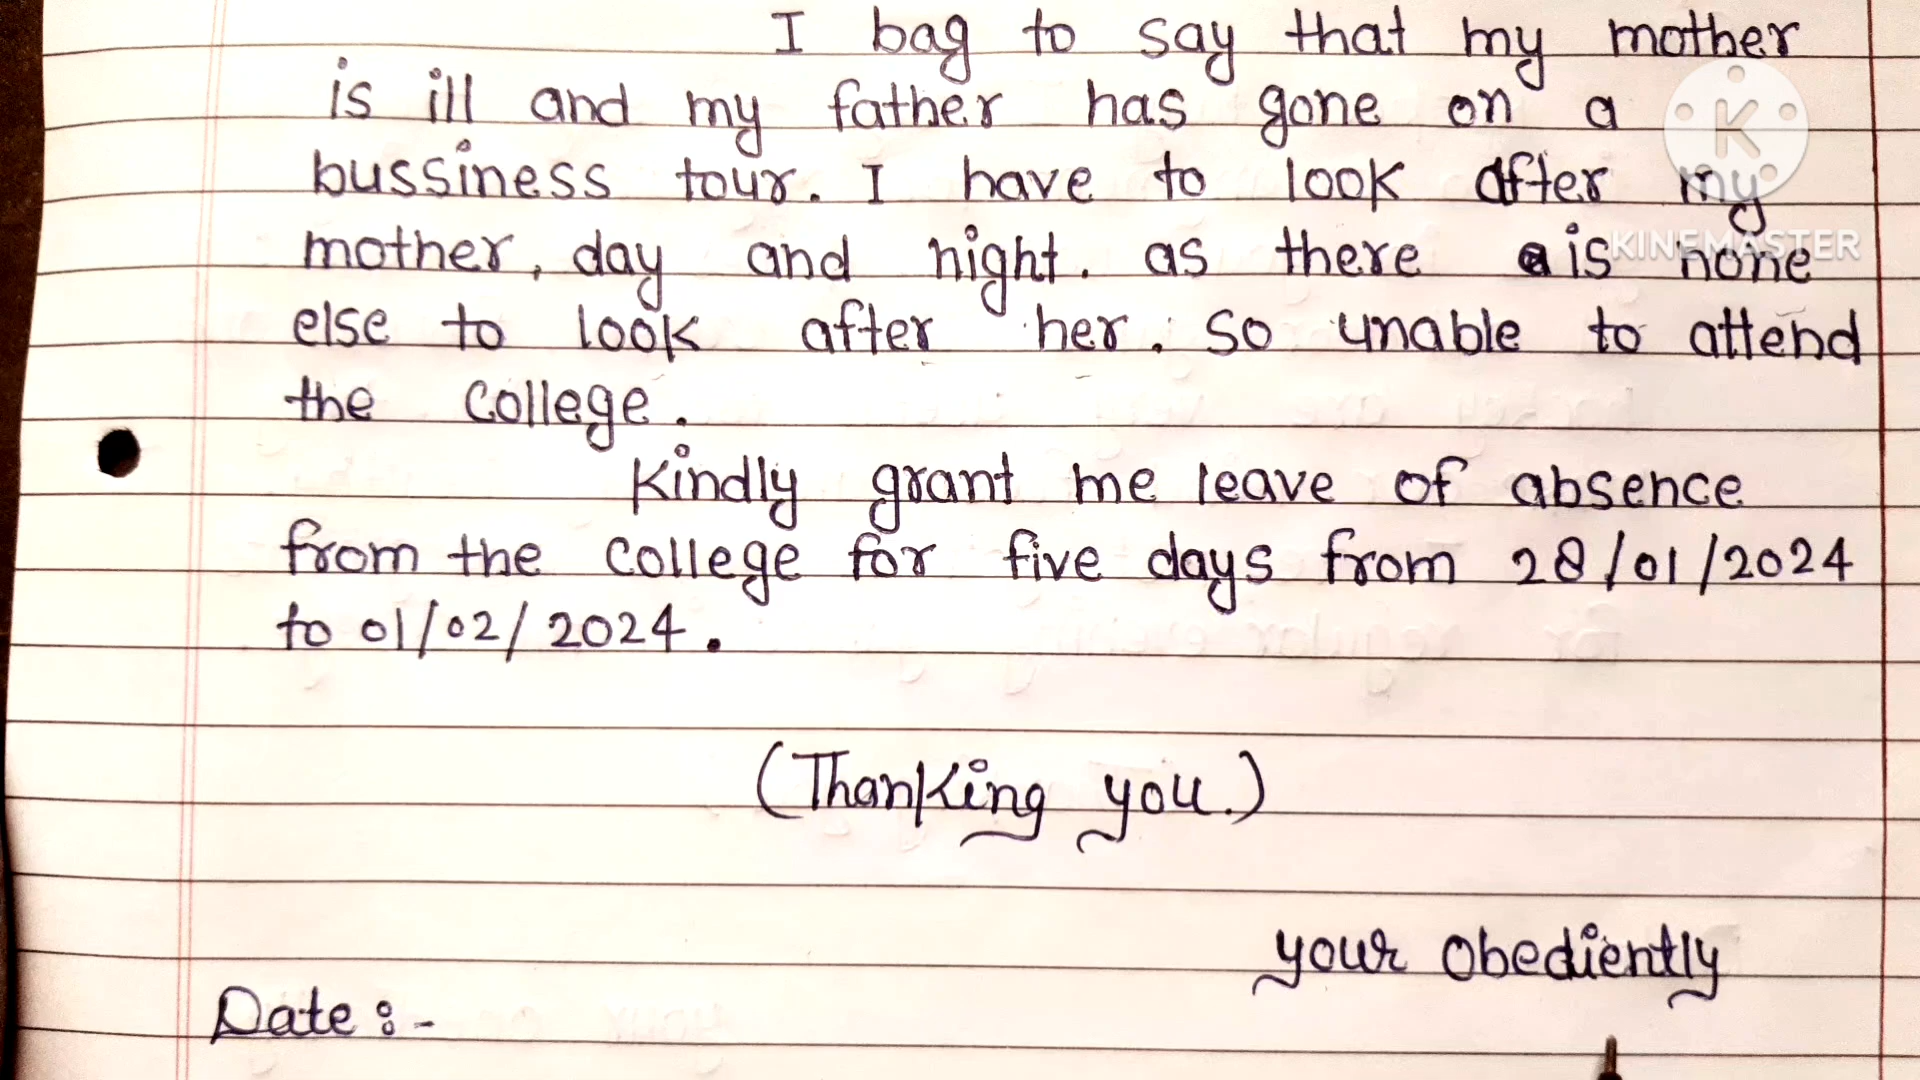 I bag to say that my mother
is ill and my father has gone on a
bussiness tour. I have to look after my
mother, day and night. as there is none
else to look after her. So unable to attend
the College.
Kindly grant me leave of absence
from the College for five days from 28/01/2024
to 01/02/2024.
(Thanking you.)
your Obediently
Date :-
K
KINEMASTER